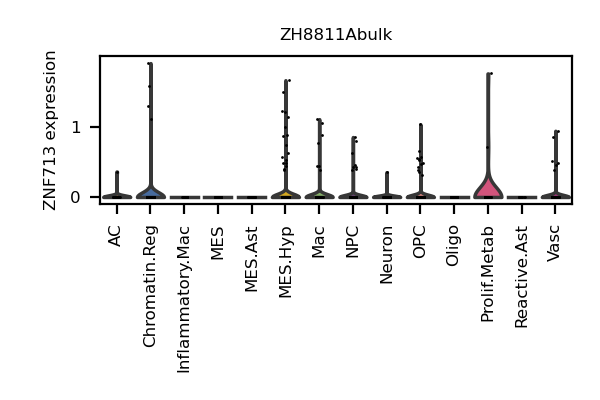 ZH8811Abulk
ZNF713 expression
1
0
AC
Chromatin.Reg
Inflammatory.Mac
MES
MES.Ast
MES.Hyp
Mac
NPC
Neuron
OPC
Oligo
Prolif.Metab
Reactive.Ast
Vasc